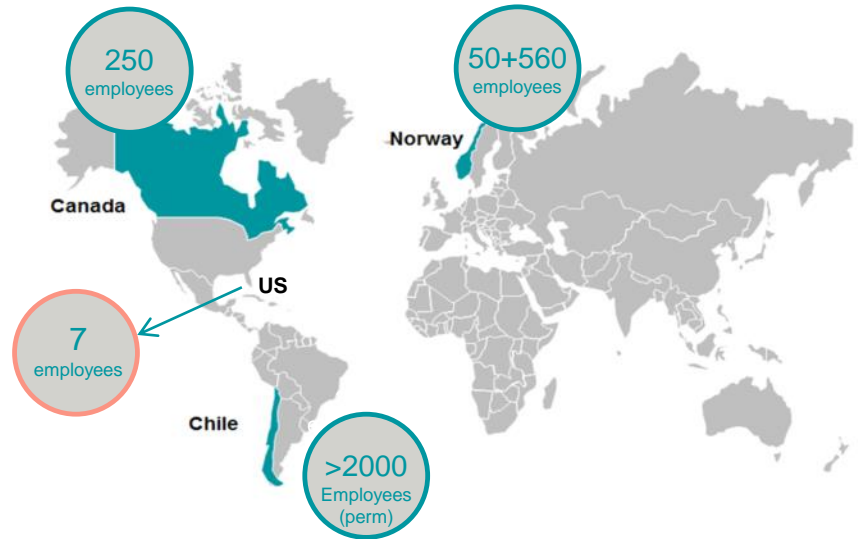 250
employees
50+560
employees
Norway
Canada
US
7
employees
Chile
>2000
Employees
(perm)